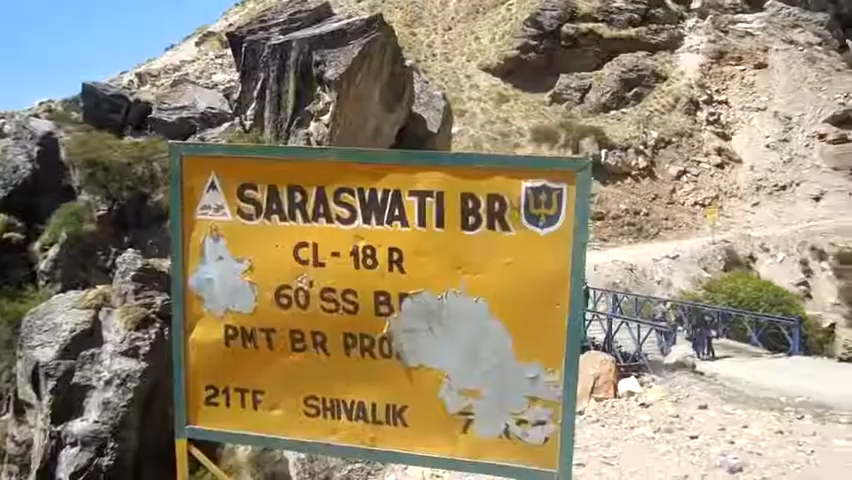 SARASWATI BR
CL-18 R
60'SS
PMT BR
21TF SHIVALIK